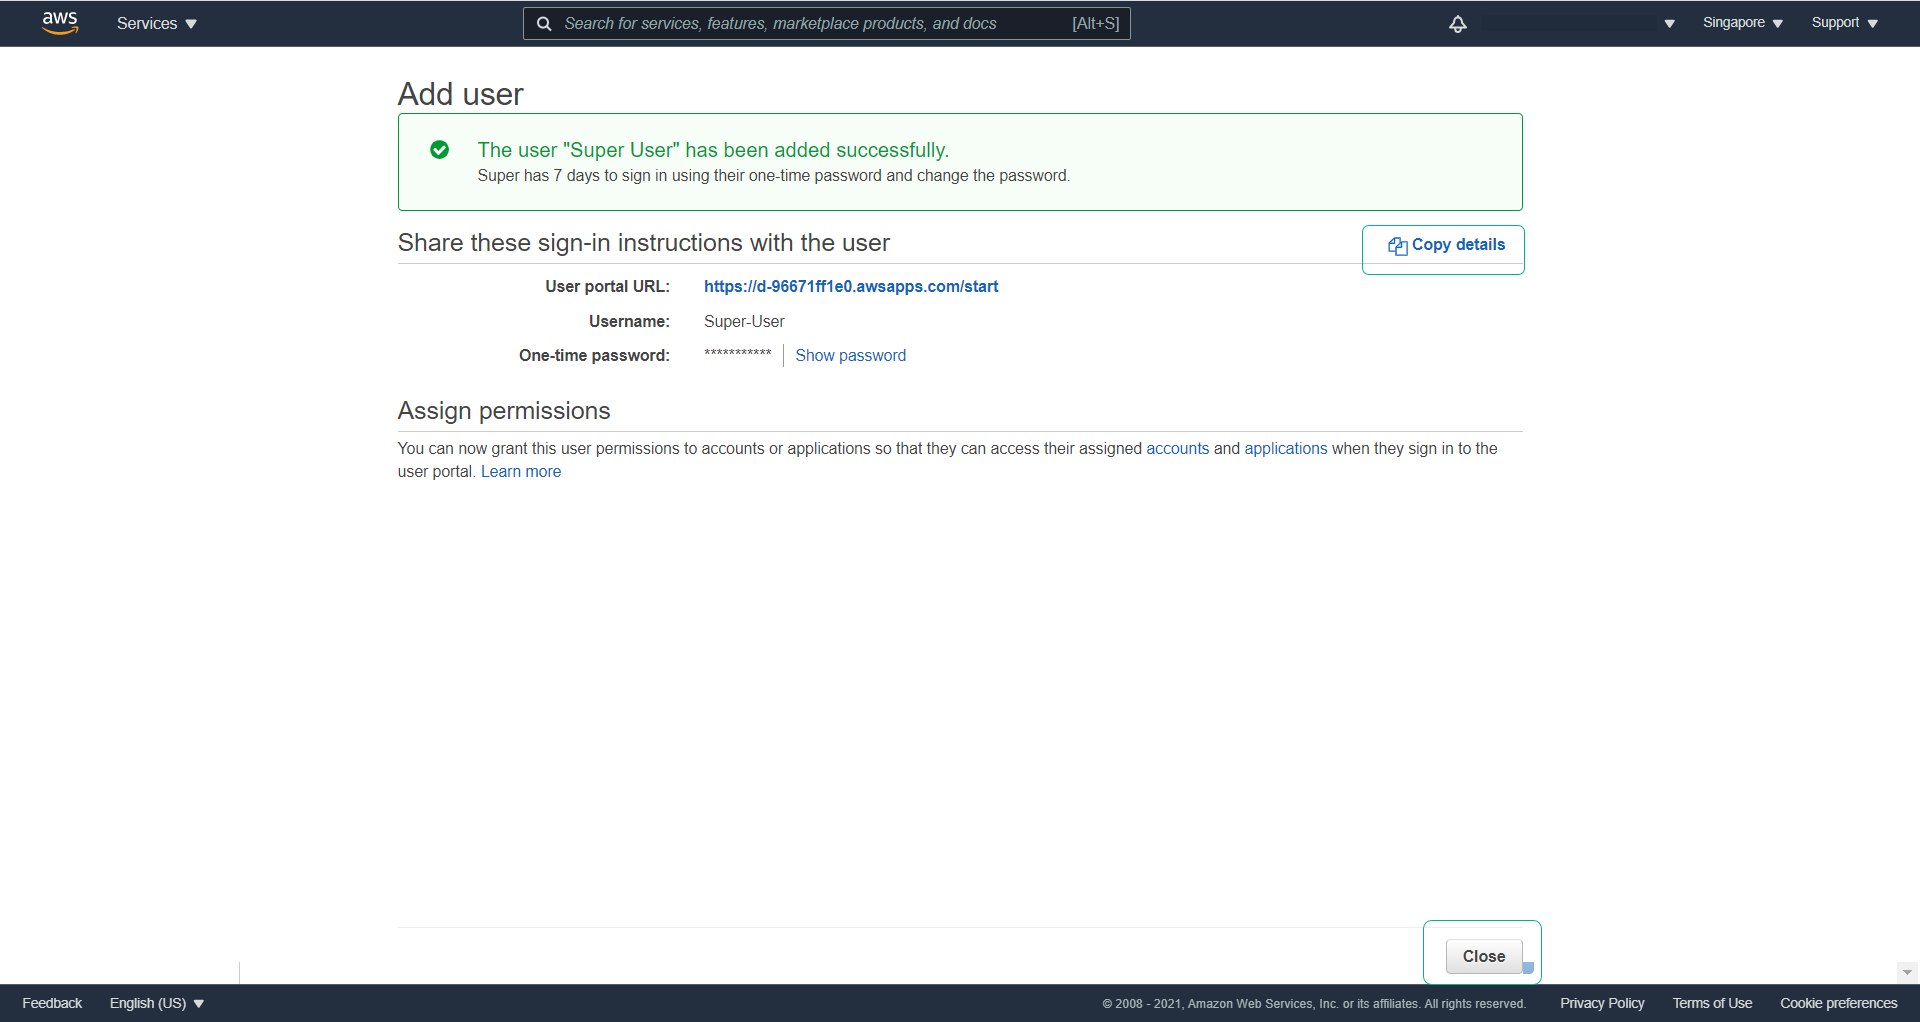 aws Services Search for services, features, marketplace products, and docs [Alt+S] Singapore Support
Add user
The user "Super User" has been added successfully.
Super has 7 days to sign in using their one-time password and change the password.
Share these sign-in instructions with the user Copy details
User portal URL: https://d-96671ff1e0.awsapps.com/start
Username: Super-User
One-time password: *********** Show password
Assign permissions
You can now grant this user permissions to accounts or applications so that they can access their assigned accounts and applications when they sign in to the
user portal. Learn more
Close
Feedback English (US) © 2008 - 2021, Amazon Web Services, Inc. or its affiliates. All rights reserved. Privacy Policy Terms of Use Cookie preferences